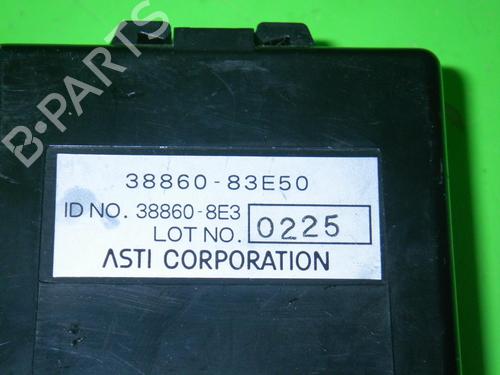 B-PARTS
38860-83E50
ID NO. 38860-8E3
LOT NO. 0225
ASTI CORPORATION